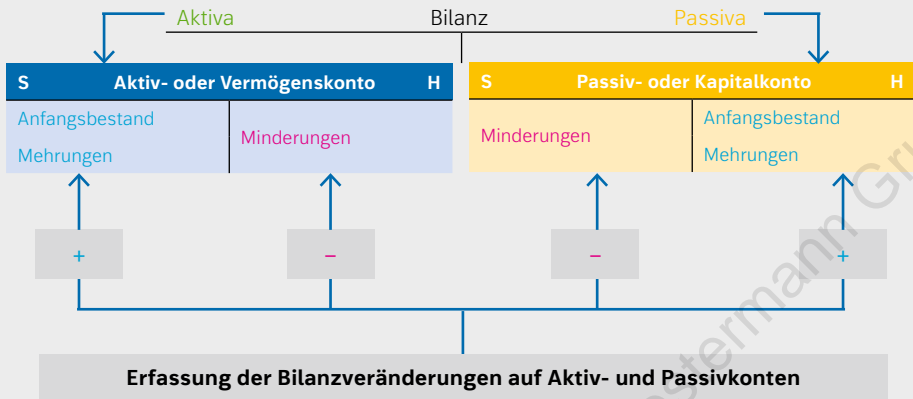 Aktiva Bilanz Passiva
S Aktiv- oder Vermögenskonto H
Anfangsbestand
Mehrungen
Minderungen
S Passiv- oder Kapitalkonto H
Minderungen
Anfangsbestand
Mehrungen
+ – – +
Erfassung der Bilanzveränderungen auf Aktiv- und Passivkonten